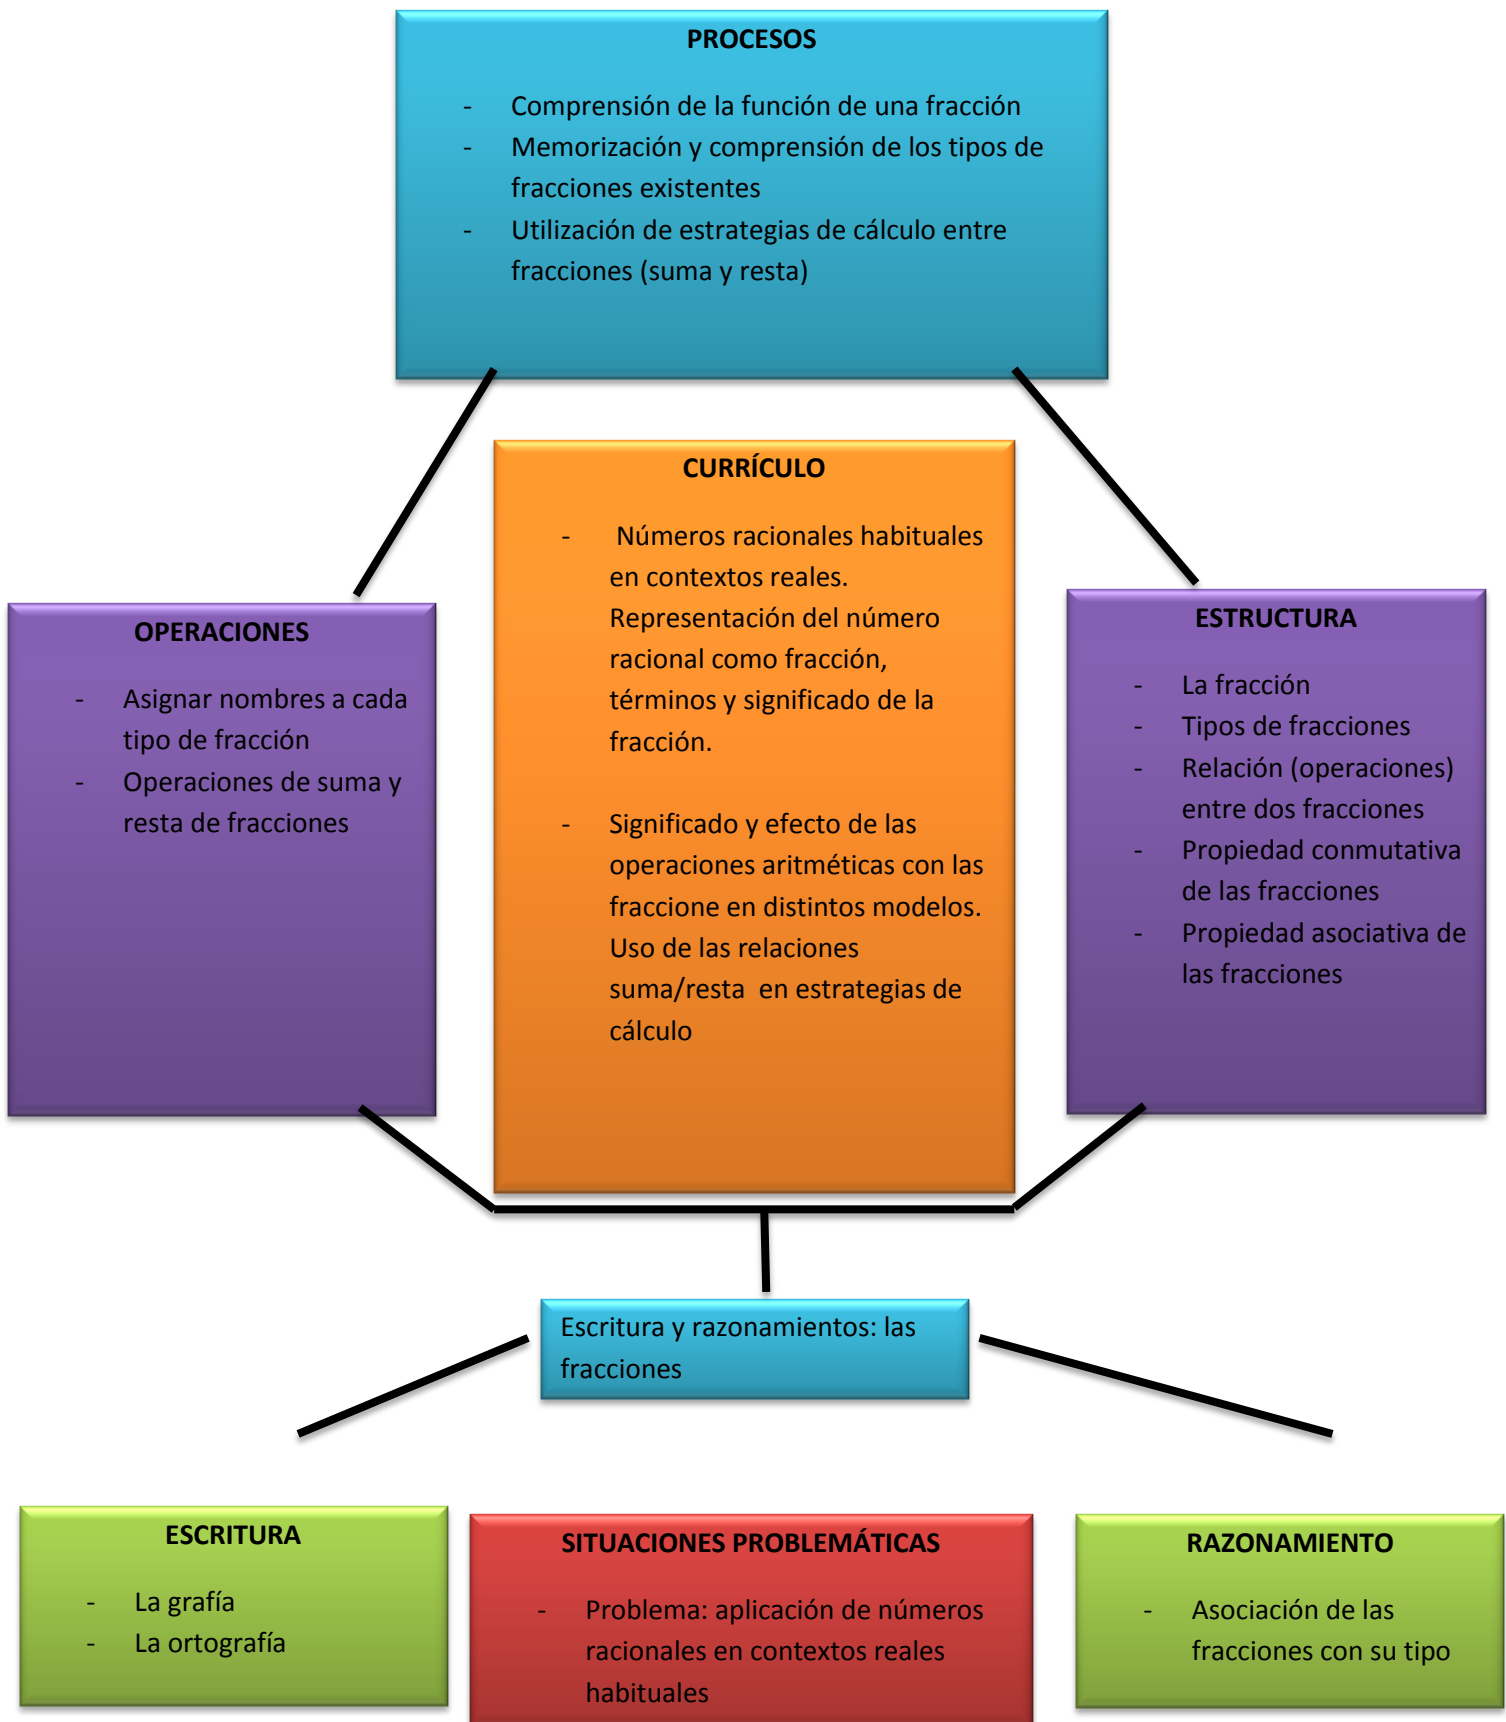 PROCESOS
- Comprensión de la función de una fracción
- Memorización y comprensión de los tipos de
fracciones existentes
- Utilización de estrategias de cálculo entre
fracciones (suma y resta)
OPERACIONES
- Asignar nombres a cada
tipo de fracción
- Operaciones de suma y
resta de fracciones
CURRÍCULO
- Números racionales habituales
en contextos reales.
Representación del número
racional como fracción,
términos y significado de la
fracción.
- Significado y efecto de las
operaciones aritméticas con las
fraccione en distintos modelos.
Uso de las relaciones
suma/resta en estrategias de
cálculo
ESTRUCTURA
- La fracción
- Tipos de fracciones
- Relación (operaciones)
entre dos fracciones
- Propiedad conmutativa
de las fracciones
- Propiedad asociativa de
las fracciones
Escritura y razonamientos: las
fracciones
ESCRITURA
- La grafía
- La ortografía
SITUACIONES PROBLEMÁTICAS
- Problema: aplicación de números
racionales en contextos reales
habituales
RAZONAMIENTO
- Asociación de las
fracciones con su tipo